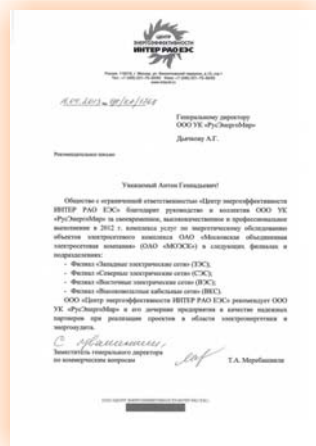 ЦЕНТР
ЭНЕРГОЭФФЕКТИВНОСТИ
ИНТЕР РАО ЕЭС
Генеральному директору
ООО УК «РусЭнергоМир»
Дьячкову А.Г.
Рекомендательное письмо
Уважаемый Антон Геннадьевич!
Общество с ограниченной ответственностью «Центр энергоэффективности
ИНТЕР РАО ЕЭС» благодарит руководство и коллектив ООО УК
«РусЭнергоМир» за своевременное, высококачественное и профессиональное
выполнение в 2012 г. комплекса услуг по энергетическому обследованию
объектов электросетевого комплекса ОАО «Московская объединенная
электросетевая компания» (ОАО «МОЭСК») в следующих филиалах и
подразделениях:
- Филиал «Западные электрические сети» (ЗЭС);
- Филиал «Северные электрические сети» (СЭС);
- Филиал «Восточные электрические сети» (ВЭС);
- Филиал «Высоковольтные кабельные сети» (ВКС).
ООО «Центр энергоэффективности ИНТЕР РАО ЕЭС» рекомендует ООО
УК «РусЭнергоМир» и его дочерние предприятия в качестве надежных
партнеров при реализации проектов в области электроэнергетики и
энергоаудита.
С уважением,
Заместитель генерального директора
по коммерческим вопросам
Т.А. Меребашвили